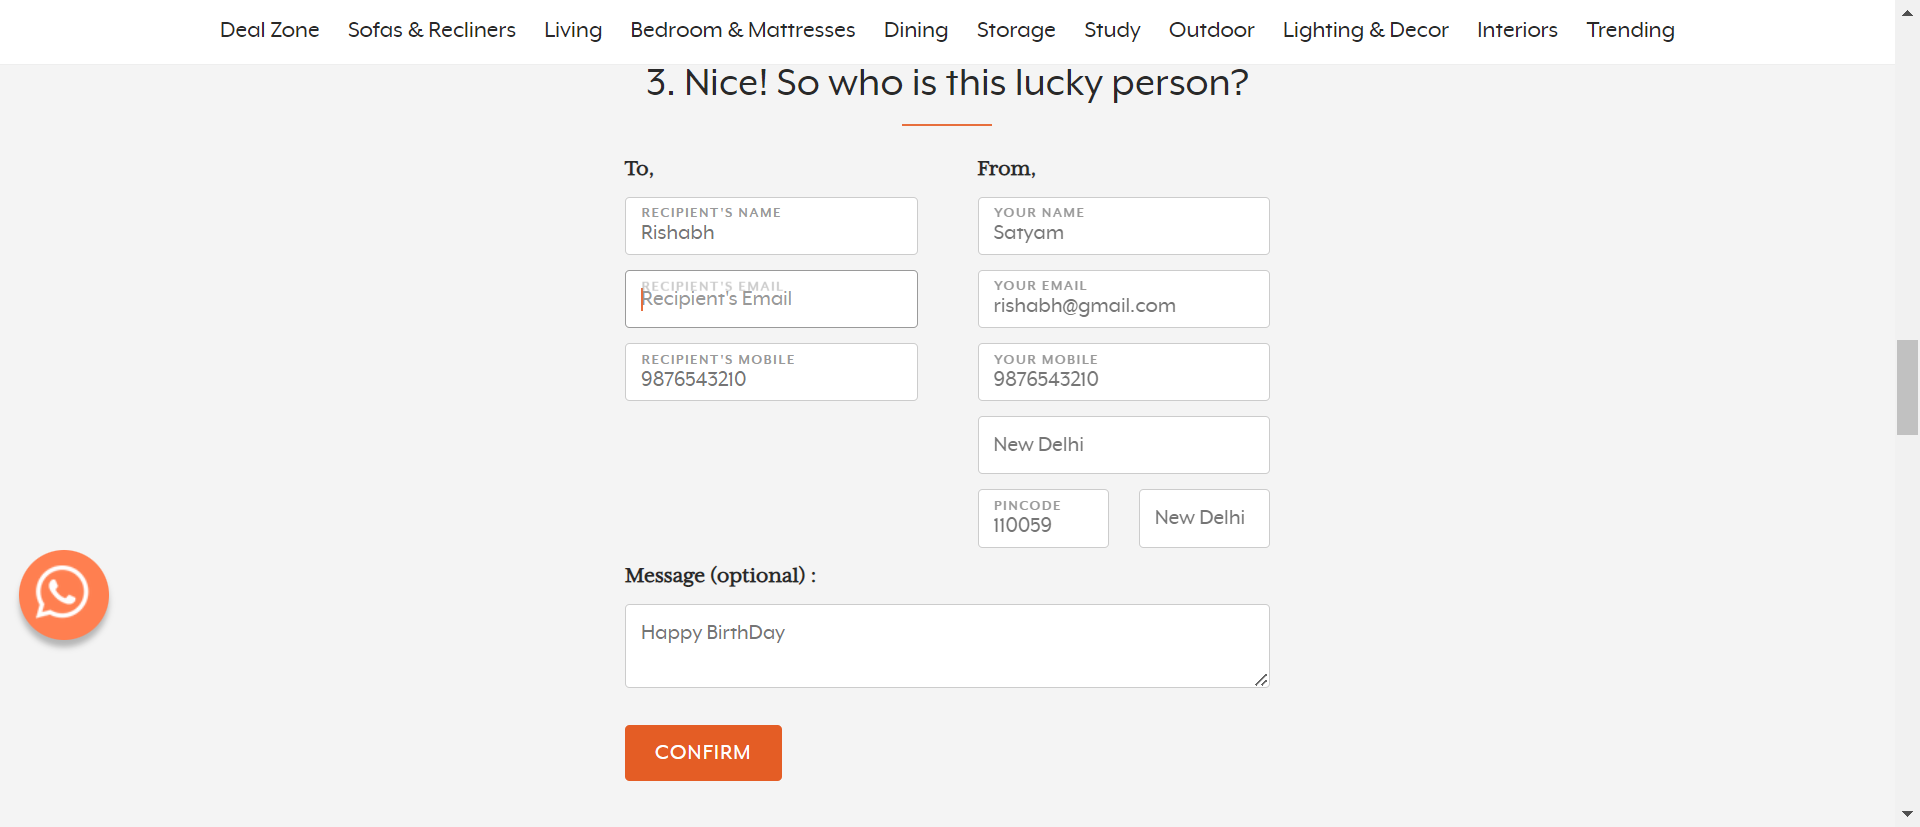 Deal Zone Sofas & Recliners Living Bedroom & Mattresses Dining Storage Study Outdoor Lighting & Decor Interiors Trending
3. Nice! So who is this lucky person?
To,
RECIPIENT'S NAME
Rishabh
RECIPIENT'S EMAIL
Recipient's Email
RECIPIENT'S MOBILE
9876543210
From,
YOUR NAME
Satyam
YOUR EMAIL
rishabh@gmail.com
YOUR MOBILE
9876543210
New Delhi
PINCODE
110059
New Delhi
Message (optional) :
Happy BirthDay
CONFIRM